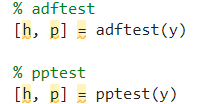 % adftest
[h, p] = adftest(y)
% pptest
[h, p] = pptest(y)